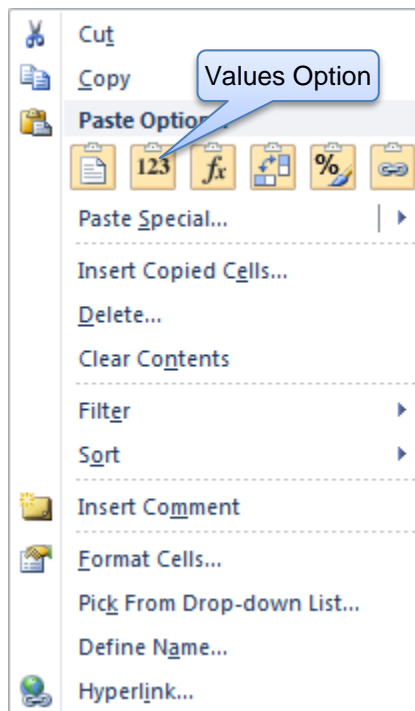 Cut
Copy
Values Option
Paste Option
123
fx
%
Paste Special...
Insert Copied Cells...
Delete...
Clear Contents
Filter
Sort
Insert Comment
Format Cells...
Pick From Drop-down List...
Define Name...
Hyperlink...